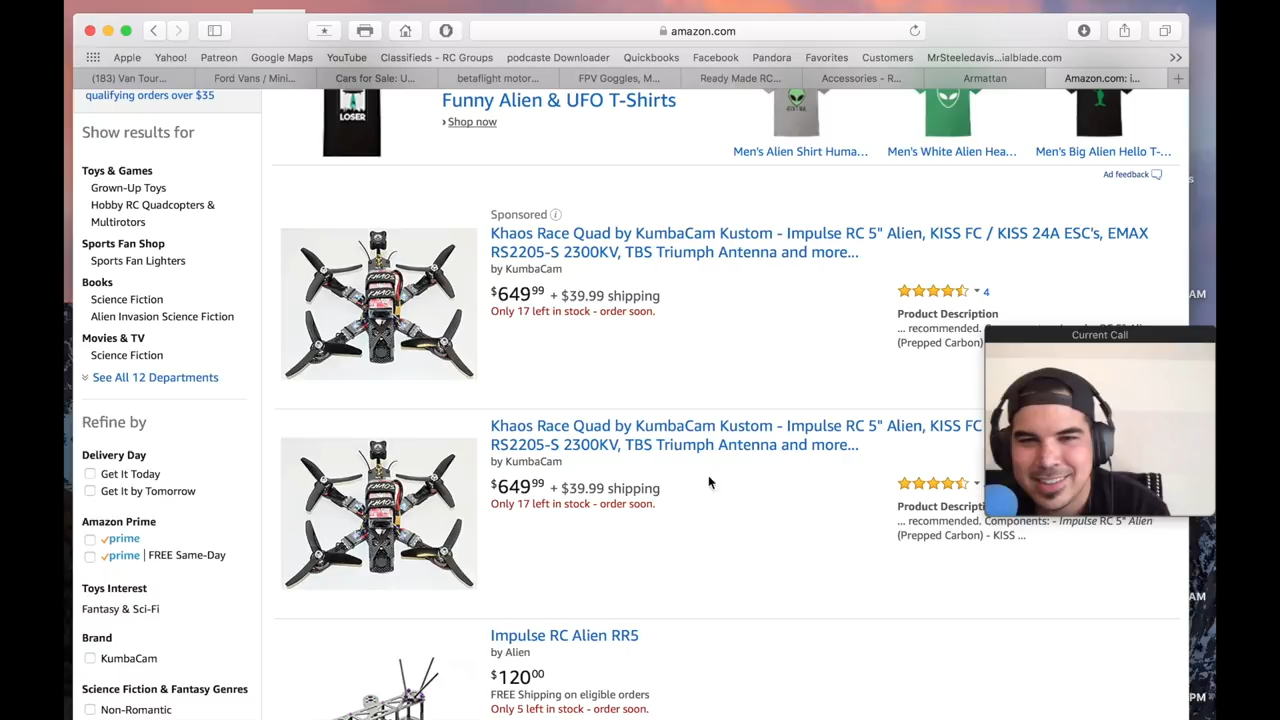 amazon.com
Apple Yahoo! Google Maps YouTube Classifieds - RC Groups podcaste Downloader Quickbooks Facebook Pandora Favorites Customers MrSteeledavis...ialblade.com
(183) Van Tour... Ford Vans / Mini... Cars for Sale: U... betaflight motor... FPV Goggles, M... Ready Made RC... Accessories - R... Armattan Amazon.com: i...
qualifying orders over $35
Show results for
Toys & Games
Grown-Up Toys
Hobby RC Quadcopters &
Multirotors
Sports Fan Shop
Sports Fan Lighters
Books
Science Fiction
Alien Invasion Science Fiction
Movies & TV
Science Fiction
See All 12 Departments
Refine by
Delivery Day
Get It Today
Get It by Tomorrow
Amazon Prime
prime
prime | FREE Same-Day
Toys Interest
Fantasy & Sci-Fi
Brand
KumbaCam
Science Fiction & Fantasy Genres
Non-Romantic
LOSER
Funny Alien & UFO T-Shirts
› Shop now
Men's Alien Shirt Huma... Men's White Alien Hea... Men's Big Alien Hello T-...
Ad feedback
Sponsored
Khaos Race Quad by KumbaCam Kustom - Impulse RC 5" Alien, KISS FC / KISS 24A ESC's, EMAX
RS2205-S 2300KV, TBS Triumph Antenna and more...
by KumbaCam
$649 99 + $39.99 shipping
Only 17 left in stock - order soon.
4
Product Description
... recommended.
(Prepped Carbon)
KHAOS
Current Call
Khaos Race Quad by KumbaCam Kustom - Impulse RC 5" Alien, KISS FC
RS2205-S 2300KV, TBS Triumph Antenna and more...
by KumbaCam
$649 99 + $39.99 shipping
Only 17 left in stock - order soon.
Product Descripti
... recommended. Components: - Impulse RC 5" Alien
(Prepped Carbon) - KISS ...
KHAOS
Impulse RC Alien RR5
by Alien
$120 00
FREE Shipping on eligible orders
Only 5 left in stock - order soon.
AM
AM
PM